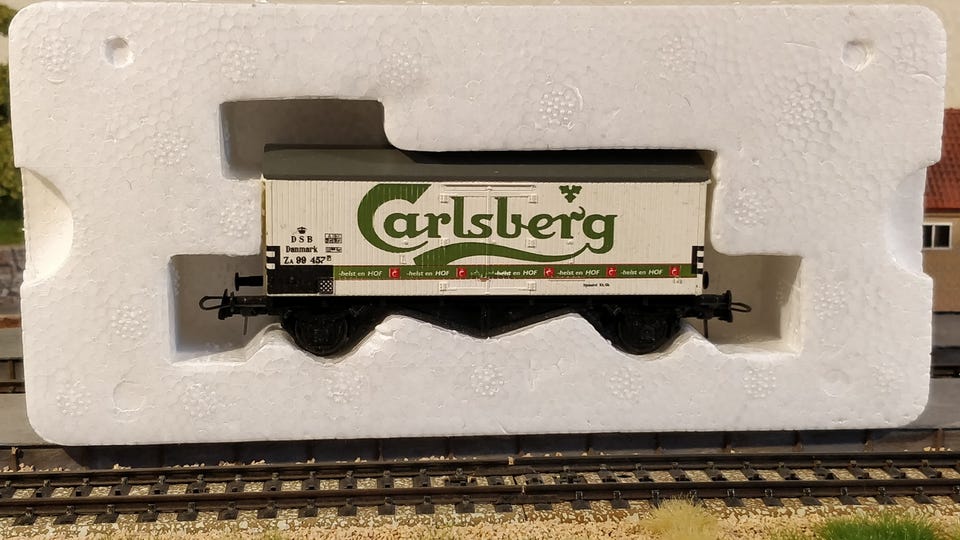 Carlsberg
DSB
Danmark
ZA 99 457
-helst en HOF -helst en HOF -helst en HOF -helst en HOF -helst en HOF